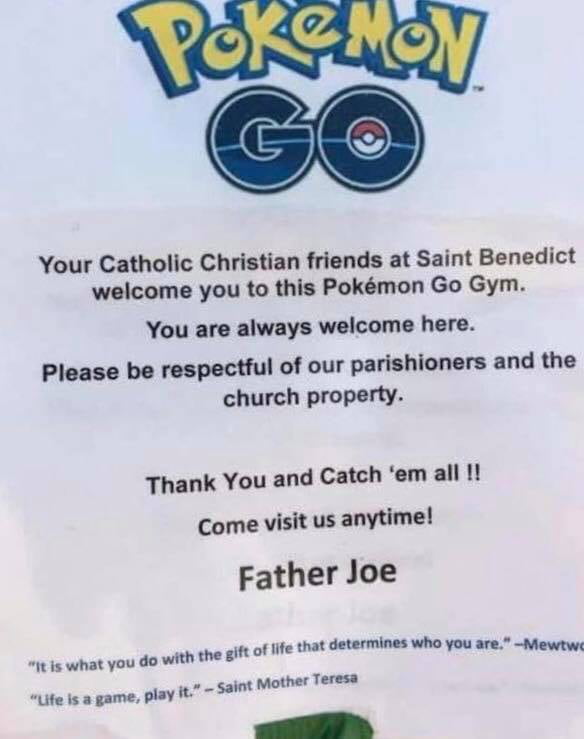 POKéMON
GO
Your Catholic Christian friends at Saint Benedict
welcome you to this Pokémon Go Gym.
You are always welcome here.
Please be respectful of our parishioners and the
church property.
Thank You and Catch 'em all !!
Come visit us anytime!
Father Joe
"It is what you do with the gift of life that determines who you are." –Mewtwo
"Life is a game, play it." – Saint Mother Teresa